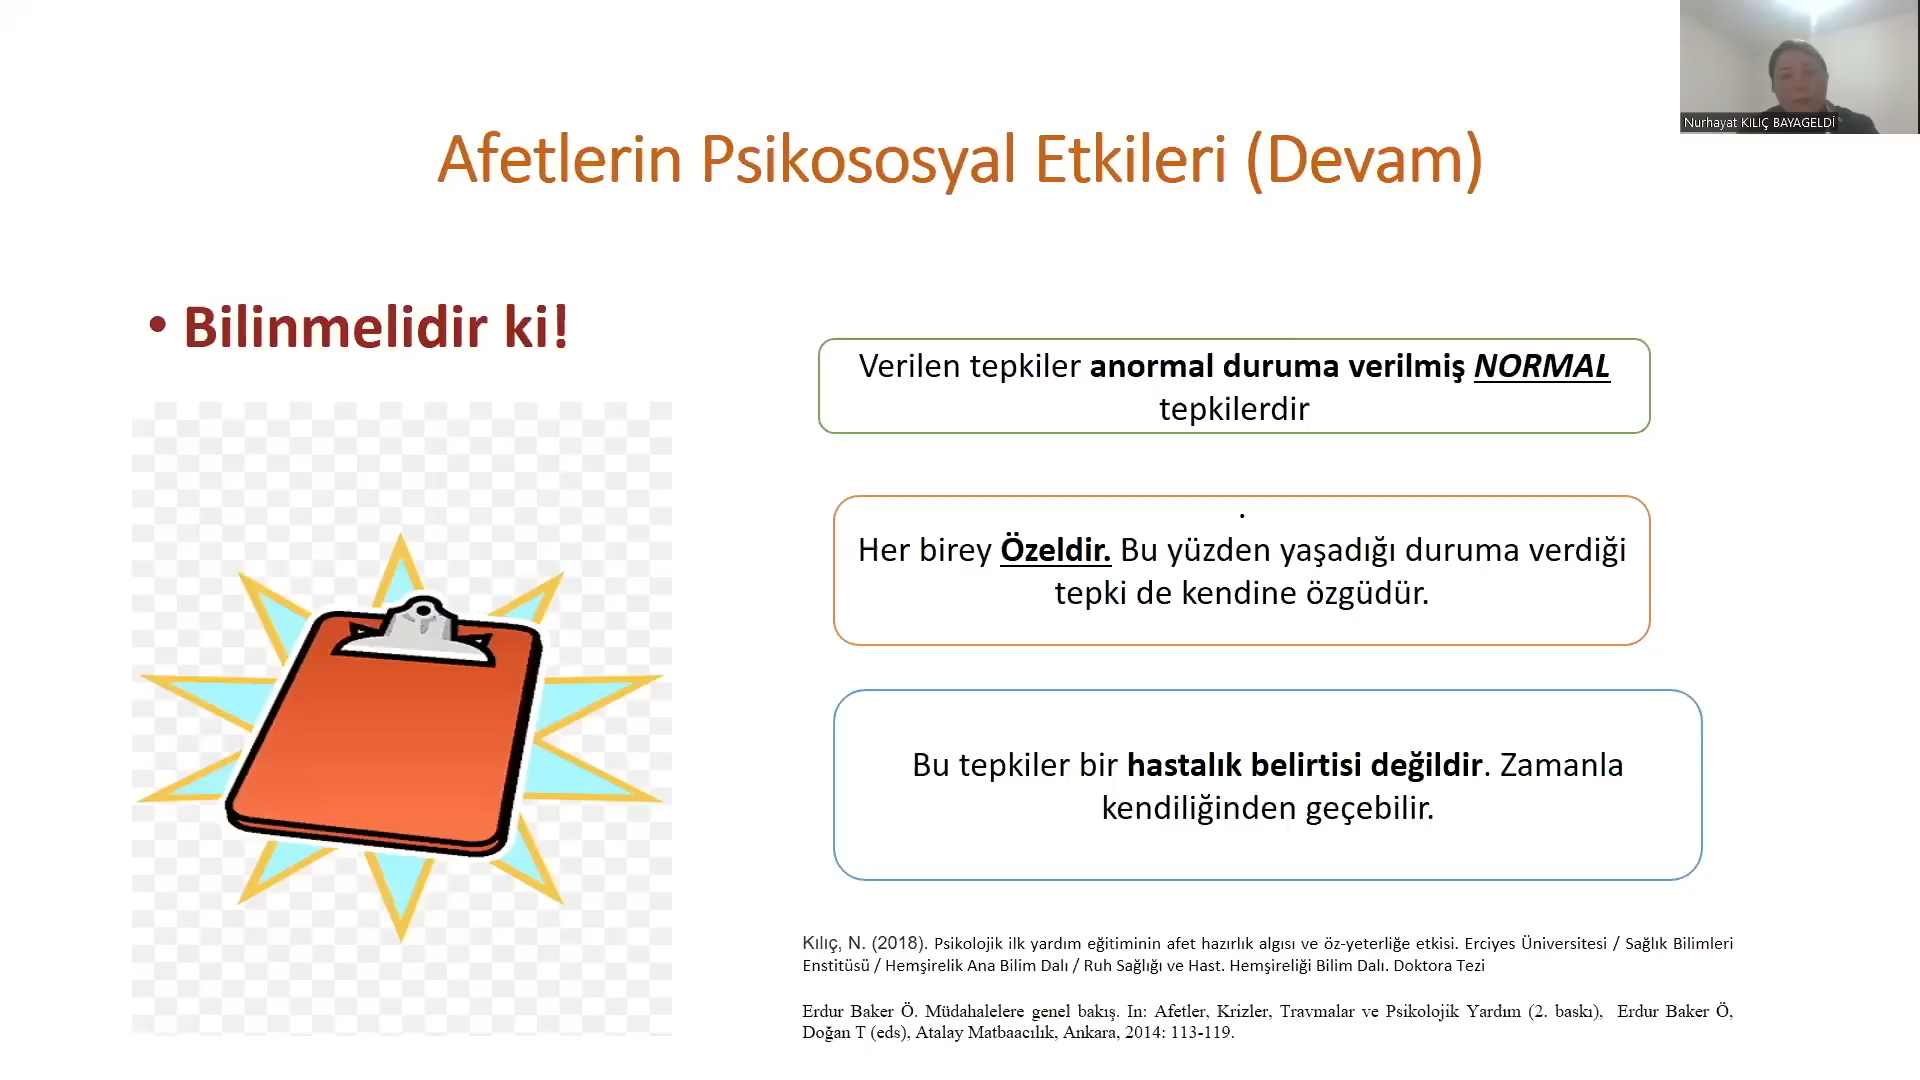 Nurhayat KILIÇ BAYAGELDİ
Afetlerin Psikososyal Etkileri (Devam)
• Bilinmelidir ki!
Verilen tepkiler anormal duruma verilmiş NORMAL
tepkilerdir
.
Her birey Özeldir. Bu yüzden yaşadığı duruma verdiği
tepki de kendine özgüdür.
Bu tepkiler bir hastalık belirtisi değildir. Zamanla
kendiliğinden geçebilir.
Kılıç, N. (2018). Psikolojik ilk yardım eğitiminin afet hazırlık algısı ve öz-yeterliğe etkisi. Erciyes Üniversitesi / Sağlık Bilimleri
Enstitüsü / Hemşirelik Ana Bilim Dalı / Ruh Sağlığı ve Hast. Hemşireliği Bilim Dalı. Doktora Tezi
Erdur Baker Ö. Müdahalelere genel bakış. In: Afetler, Krizler, Travmalar ve Psikolojik Yardım (2. baskı), Erdur Baker Ö,
Doğan T (eds), Atalay Matbaacılık, Ankara, 2014: 113-119.